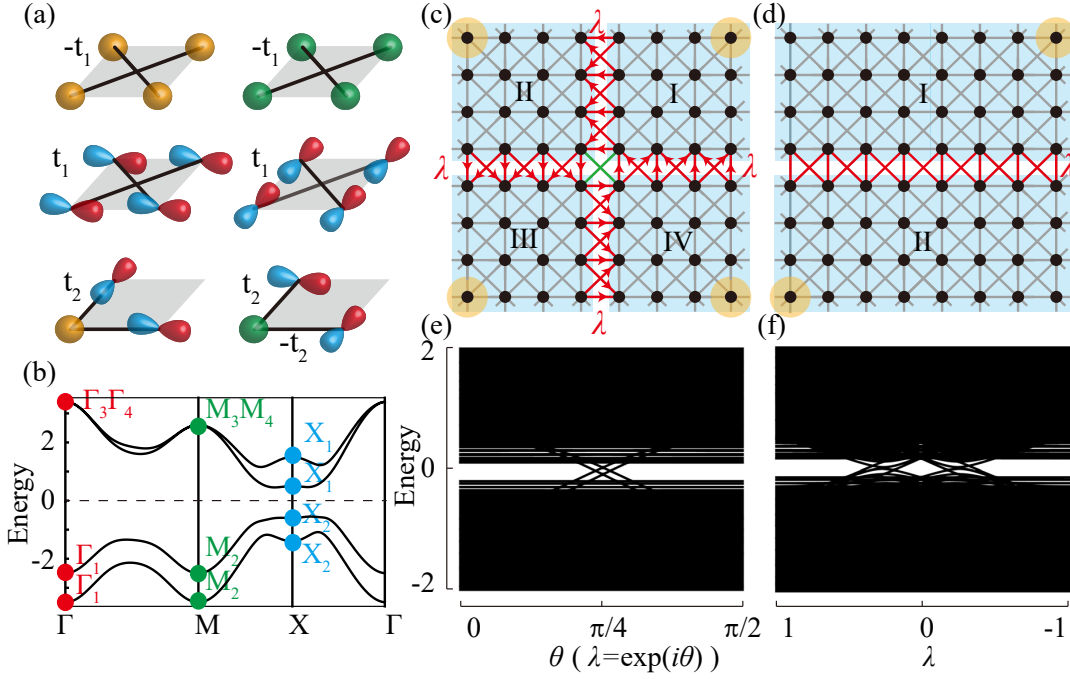 (a)
-t₁
-t₁
t₁
t₁
t₂
t₂
-t₂
(b)
Energy
2
0
-2
Γ₃Γ₄
Γ₁
Γ₁
M₃M₄
M₂
M₂
X₁
X₁
X₂
X₂
Γ
M
X
Γ
(c)
λ
II
I
λ
λ
III
IV
λ
(d)
I
λ
λ
II
(e)
Energy
2
0
-2
0
π/4
π/2
θ ( λ=exp(iθ) )
(f)
1
0
-1
λ